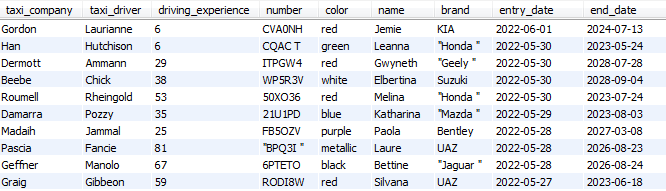 taxi_company taxi_driver driving_experience number color name brand entry_date end_date
Gordon Laurianne 6 CVA0NH red Jemie KIA 2022-06-01 2024-07-13
Han Hutchison 6 CQAC T green Leanna "Honda " 2022-05-30 2023-05-24
Dermott Ammann 29 ITPGW4 red Gwyneth "Geely " 2022-05-30 2028-07-28
Beebe Chick 38 WP5R3V white Elbertina Suzuki 2022-05-30 2028-09-04
Roumell Rheingold 53 50XO36 red Melina "Honda " 2022-05-30 2023-07-24
Damarra Pozzy 35 21U1PD blue Katharina "Mazda " 2022-05-29 2023-08-03
Madaih Jammal 25 FB5OZV purple Paola Bentley 2022-05-28 2027-03-08
Pascia Fancie 81 "BPQ3I " metallic Laure UAZ 2022-05-28 2026-08-23
Geffner Manolo 67 6PTETO black Bettine "Jaguar " 2022-05-28 2026-08-24
Graig Gibbeon 59 RODI8W red Silvana UAZ 2022-05-27 2023-06-18